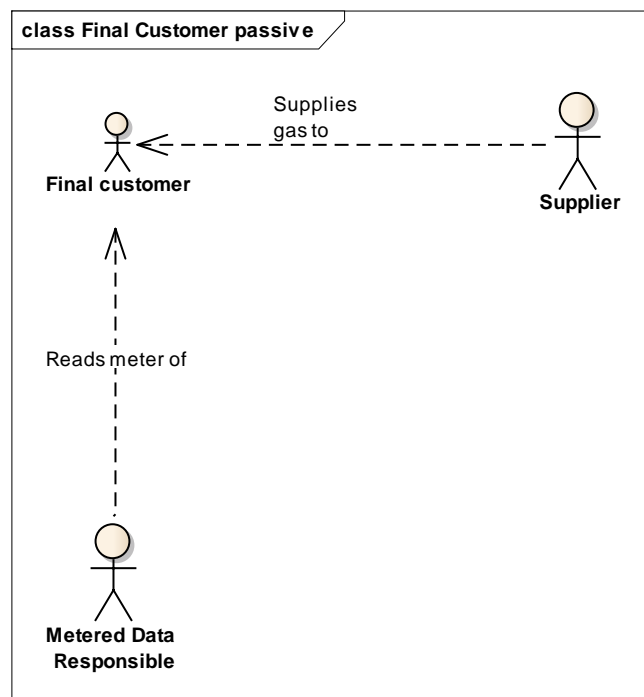 class Final Customer passive
Supplies
gas to
Final customer
Supplier
Reads meter of
Metered Data
Responsible